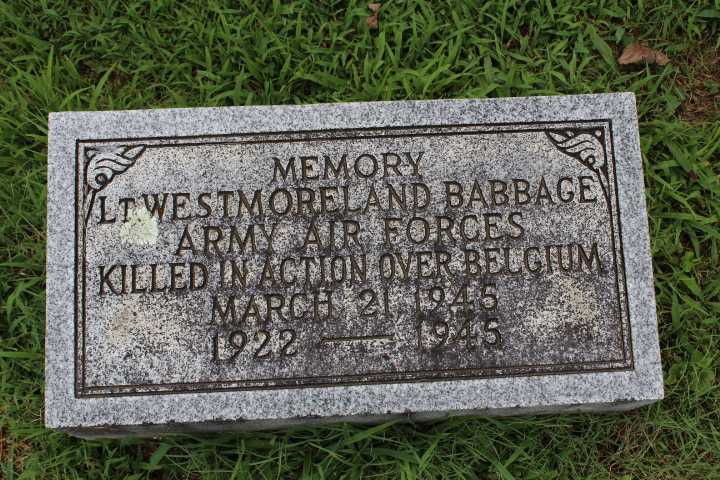 MEMORY
LT WESTMORELAND BABBAGE
ARMY AIR FORCES
KILLED IN ACTION OVER BELGIUM
MARCH 21, 1945
1922 — 1945